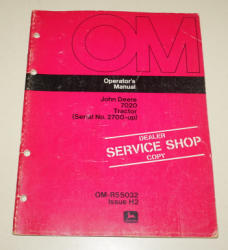 OM
Operator's
Manual
John Deere
7020
Tractor
(Serial No. 2700-up)
DEALER
SERVICE SHOP
COPY
OM-R55032
Issue H2